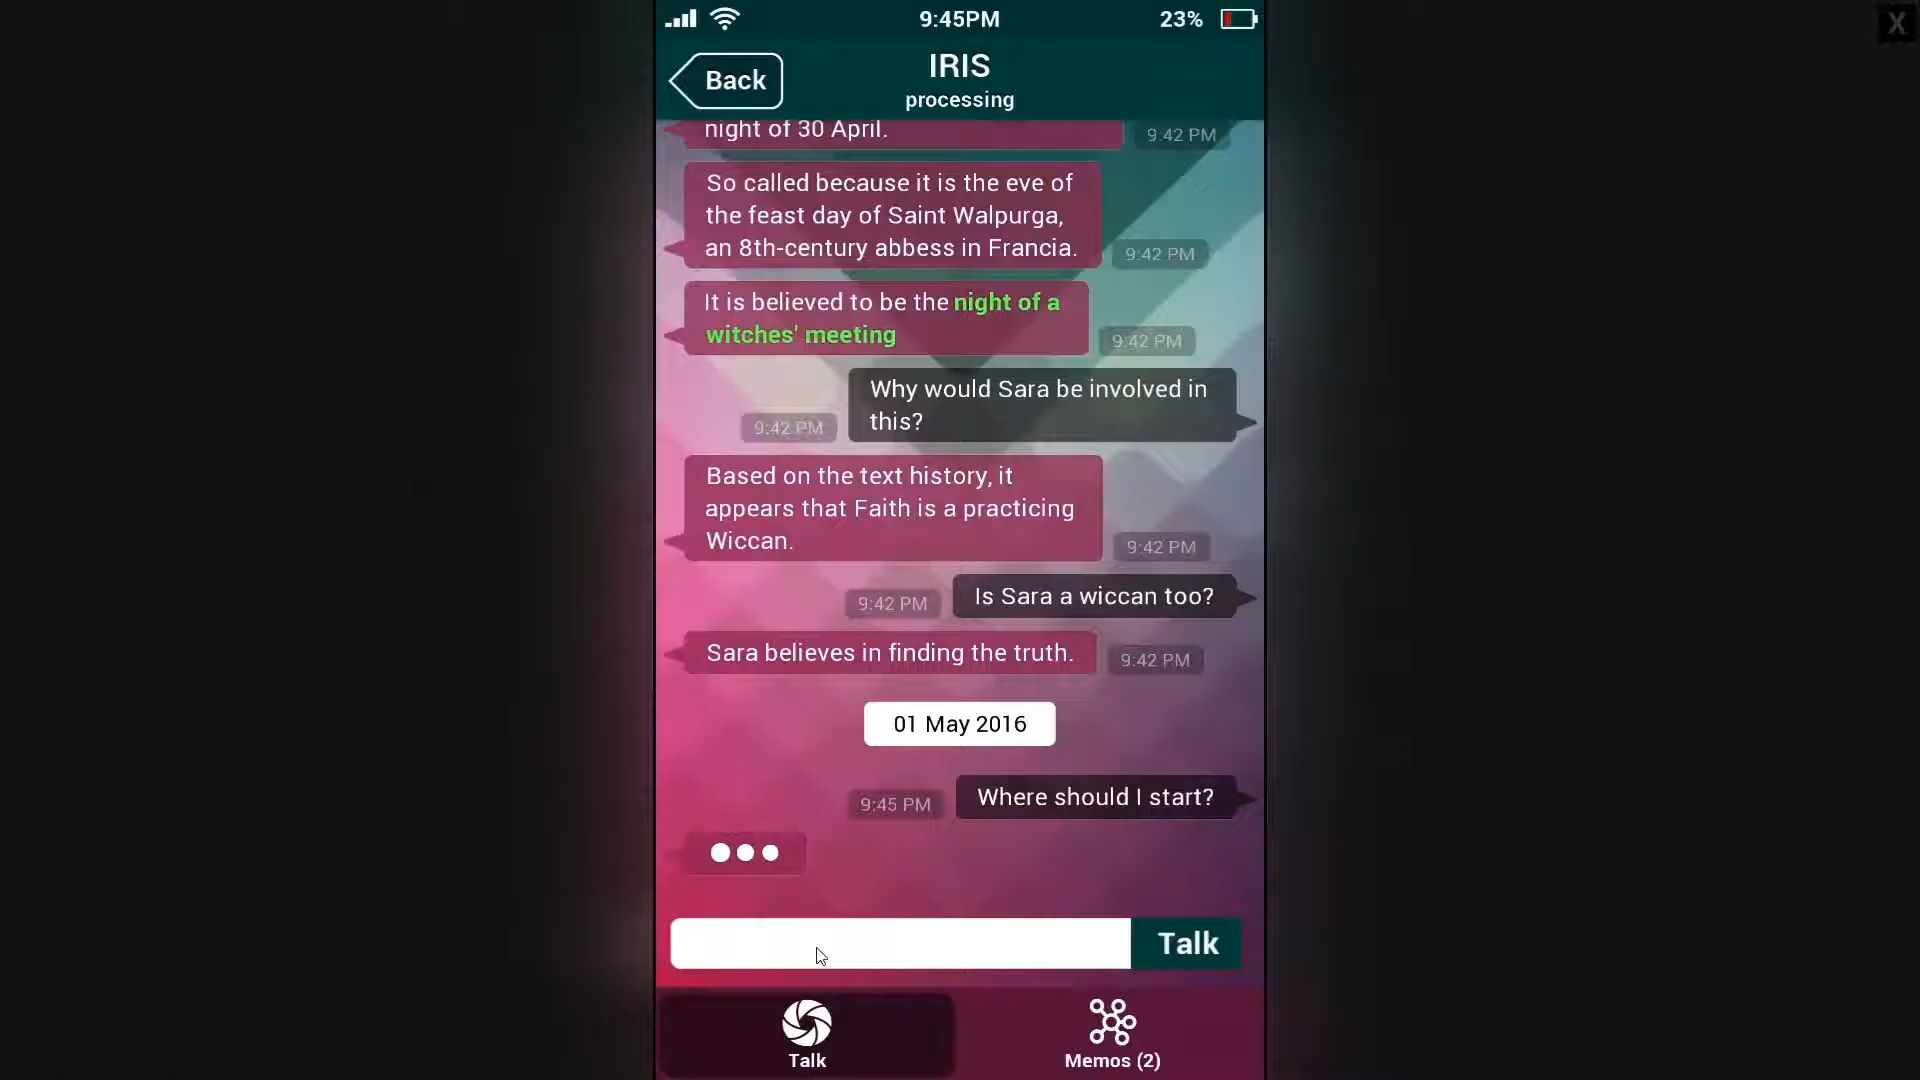 9:45PM
23%
X
Back
IRIS
processing
night of 30 April.
9:42 PM
So called because it is the eve of
the feast day of Saint Walpurga,
an 8th-century abbess in Francia.
9:42 PM
It is believed to be the night of a
witches' meeting
9:42 PM
Why would Sara be involved in
this?
9:42 PM
Based on the text history, it
appears that Faith is a practicing
Wiccan.
9:42 PM
Is Sara a wiccan too?
9:42 PM
Sara believes in finding the truth.
9:42 PM
01 May 2016
Where should I start?
9:45 PM
Talk
Talk
Memos (2)